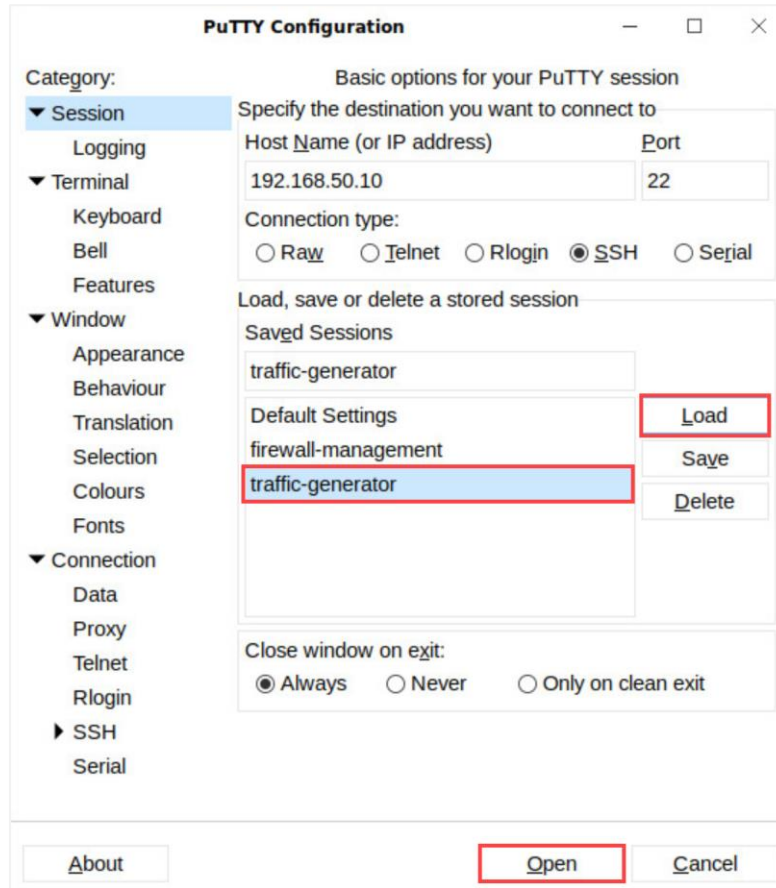 PuTTY Configuration
Category:
Session
Logging
Terminal
Keyboard
Bell
Features
Window
Appearance
Behaviour
Translation
Selection
Colours
Fonts
Connection
Data
Proxy
Telnet
Rlogin
SSH
Serial
Basic options for your PuTTY session
Specify the destination you want to connect to
Host Name (or IP address) Port
192.168.50.10 22
Connection type:
Raw Telnet Rlogin SSH Serial
Load, save or delete a stored session
Saved Sessions
traffic-generator
Default Settings
firewall-management
traffic-generator
Load
Save
Delete
Close window on exit:
Always Never Only on clean exit
About Open Cancel